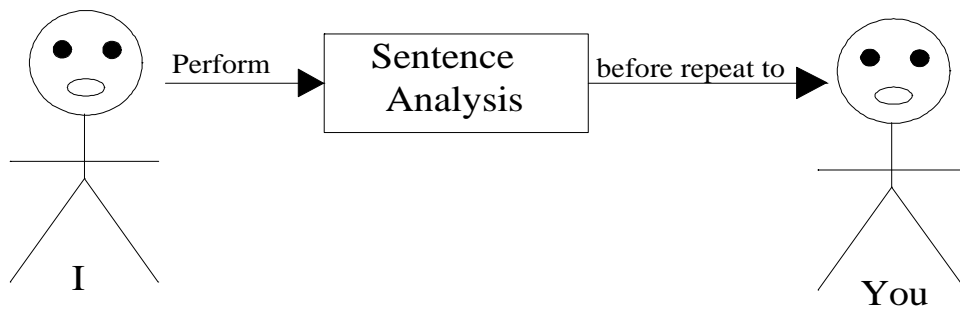 I
Perform
Sentence
Analysis
before repeat to
You